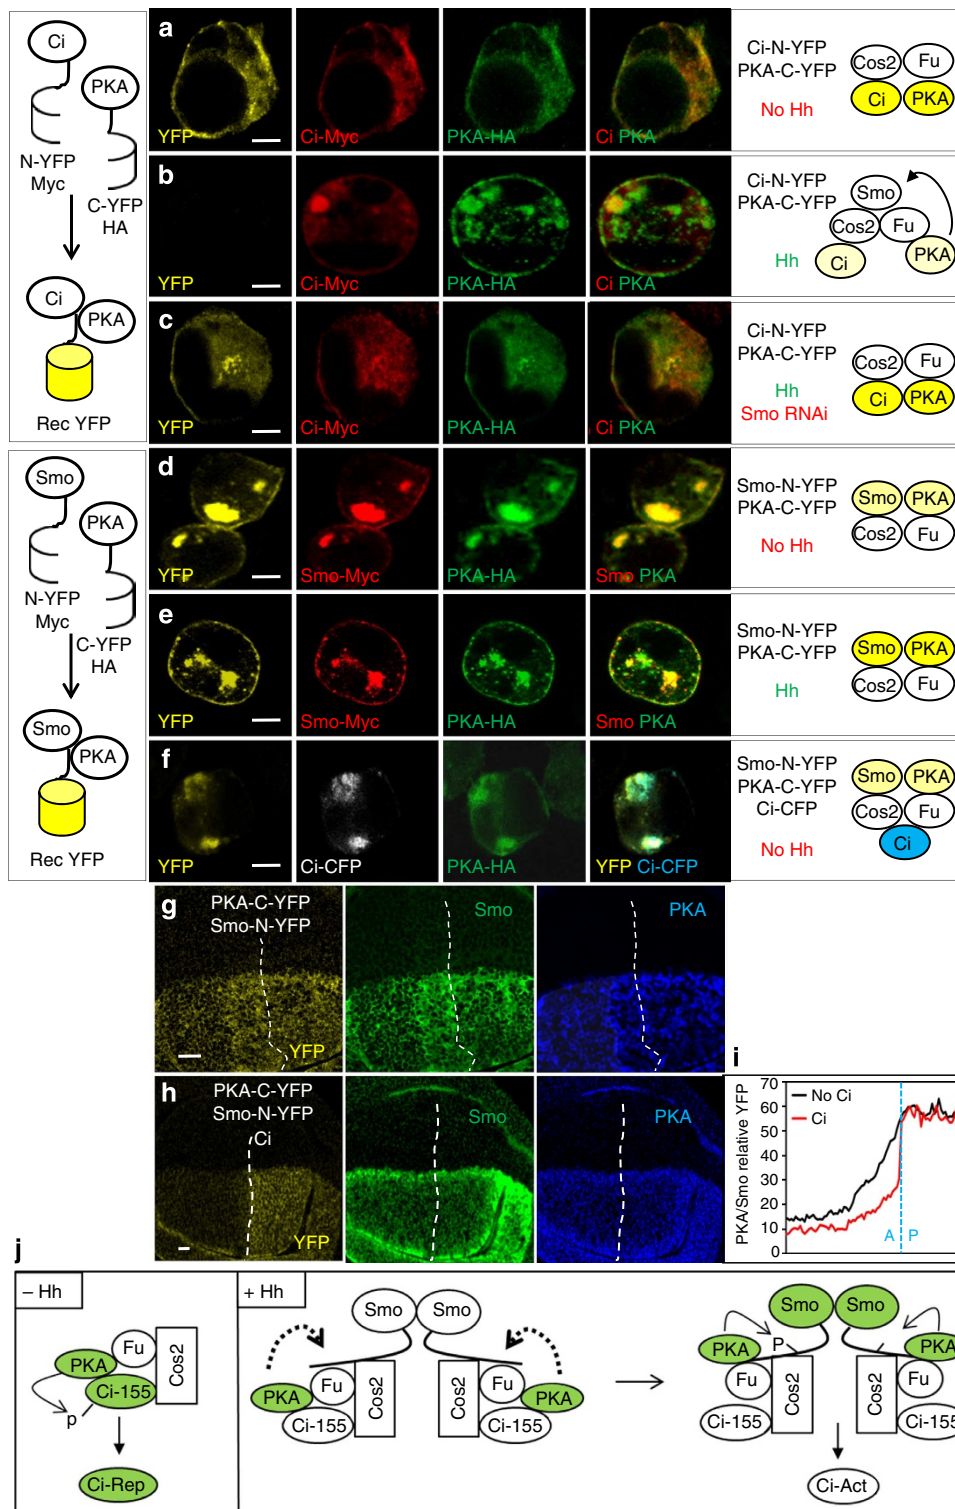 Ci
PKA
N-YFP
Myc
C-YFP
HA
Ci
PKA
Rec YFP
a
YFP
Ci-Myc
PKA-HA
Ci PKA
Ci-N-YFP
PKA-C-YFP
No Hh
Cos2
Fu
Ci
PKA
b
YFP
Ci-Myc
PKA-HA
Ci PKA
Ci-N-YFP
PKA-C-YFP
Hh
Smo
Cos2
Fu
Ci
PKA
c
YFP
Ci-Myc
PKA-HA
Ci PKA
Ci-N-YFP
PKA-C-YFP
Hh
Smo RNAi
Cos2
Fu
Ci
PKA
Smo
PKA
N-YFP
Myc
C-YFP
HA
Smo
PKA
Rec YFP
d
YFP
Smo-Myc
PKA-HA
Smo PKA
Smo-N-YFP
PKA-C-YFP
No Hh
Smo
PKA
Cos2
Fu
e
YFP
Smo-Myc
PKA-HA
Smo PKA
Smo-N-YFP
PKA-C-YFP
Hh
Smo
PKA
Cos2
Fu
f
YFP
Ci-CFP
PKA-HA
YFP Ci-CFP
Smo-N-YFP
PKA-C-YFP
Ci-CFP
No Hh
Smo
PKA
Cos2
Fu
Ci
g
PKA-C-YFP
Smo-N-YFP
YFP
Smo
PKA
h
PKA-C-YFP
Smo-N-YFP
Ci
YFP
Smo
PKA
i
PKA/Smo relative YFP
70
60
50
40
30
20
10
0
No Ci
Ci
A
P
j
– Hh
PKA
Fu
Cos2
Ci-155
p
Ci-Rep
+ Hh
Smo
Smo
PKA
Fu
Cos2
Ci-155
Cos2
Fu
PKA
Ci-155
Smo
Smo
PKA
P
Fu
Cos2
Ci-155
PKA
Cos2
Fu
Ci-155
Ci-Act